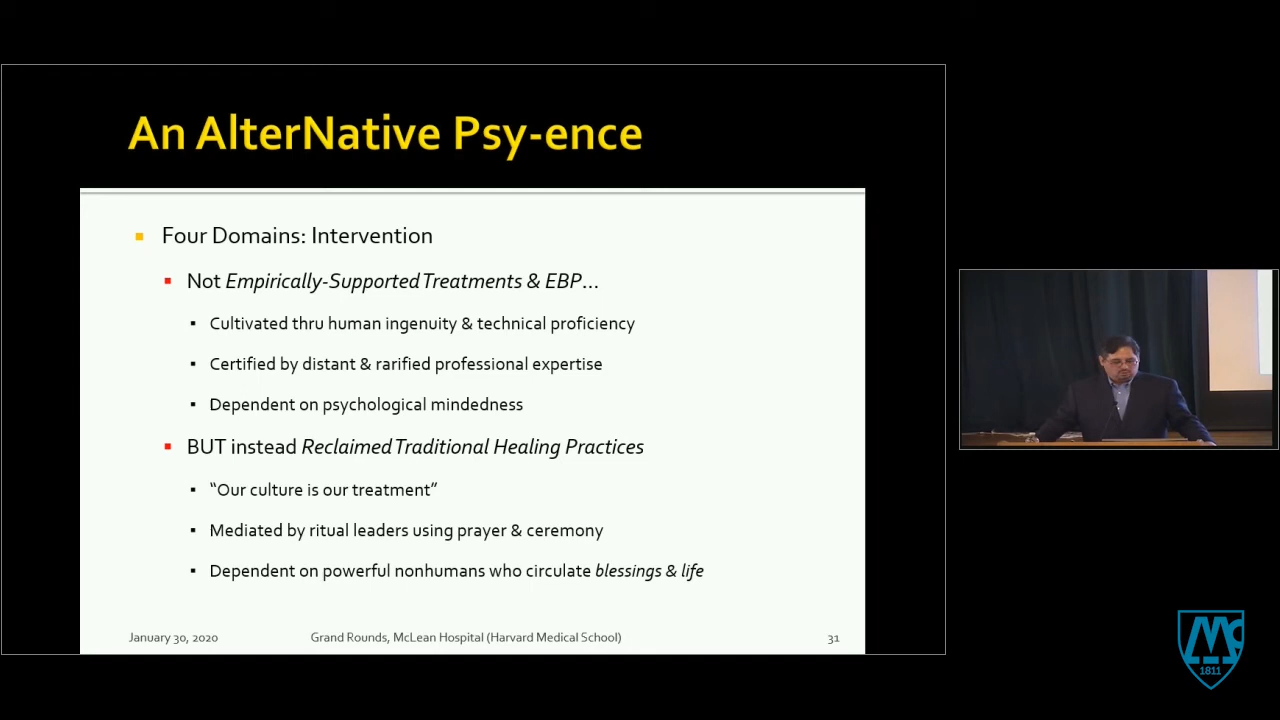 An AlterNative Psy-ence
Four Domains: Intervention
Not Empirically-Supported Treatments & EBP...
Cultivated thru human ingenuity & technical proficiency
Certified by distant & rarified professional expertise
Dependent on psychological mindedness
BUT instead Reclaimed Traditional Healing Practices
“Our culture is our treatment”
Mediated by ritual leaders using prayer & ceremony
Dependent on powerful nonhumans who circulate blessings & life
January 30, 2020 Grand Rounds, McLean Hospital (Harvard Medical School) 31
Mc
1811